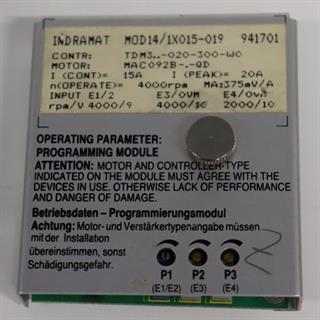 INDRAMAT MOD14/1X015-019 941701
CONTR: TDM3..-020-300-W0
MOTOR: MAC092B-.-QD
I (CONT)= 15A I (PEAK)= 20A
n(OPERATE)= 4000rpm MA:375mV/A
INPUT E1/2 E3/OVM E4/OVM
rpm/V 4000/9 4000/10 2000/10
OPERATING PARAMETER:
PROGRAMMING MODULE
ATTENTION: MOTOR AND CONTROLLER-TYPE
INDICATED ON THE MODULE MUST AGREE WITH THE
DEVICES IN USE. OTHERWISE LACK OF PERFORMANCE
AND DANGER OF DAMAGE.
Betriebsdaten - Programmierungsmodul
Achtung: Motor- und Verstärkertypenangabe müssen
mit der Installation
übereinstimmen, sonst
Schädigungsgefahr.
P1 P2 P3
(E1/E2) (E3) (E4)